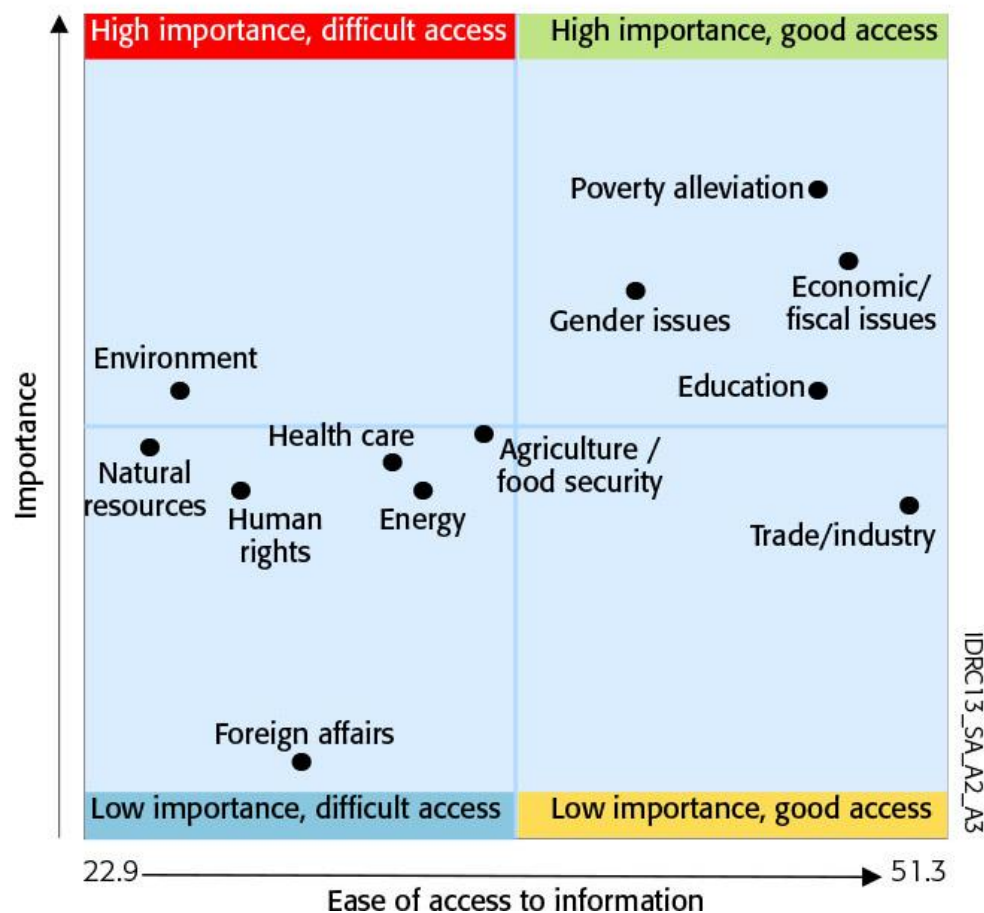 High importance, difficult access
High importance, good access
Poverty alleviation
Economic/
fiscal issues
Gender issues
Environment
Education
Health care
Agriculture /
food security
Natural
resources
Human
rights
Energy
Trade/industry
Foreign affairs
Low importance, difficult access
Low importance, good access
Importance
22.9
51.3
Ease of access to information
IDRC13_SA_A2_A3